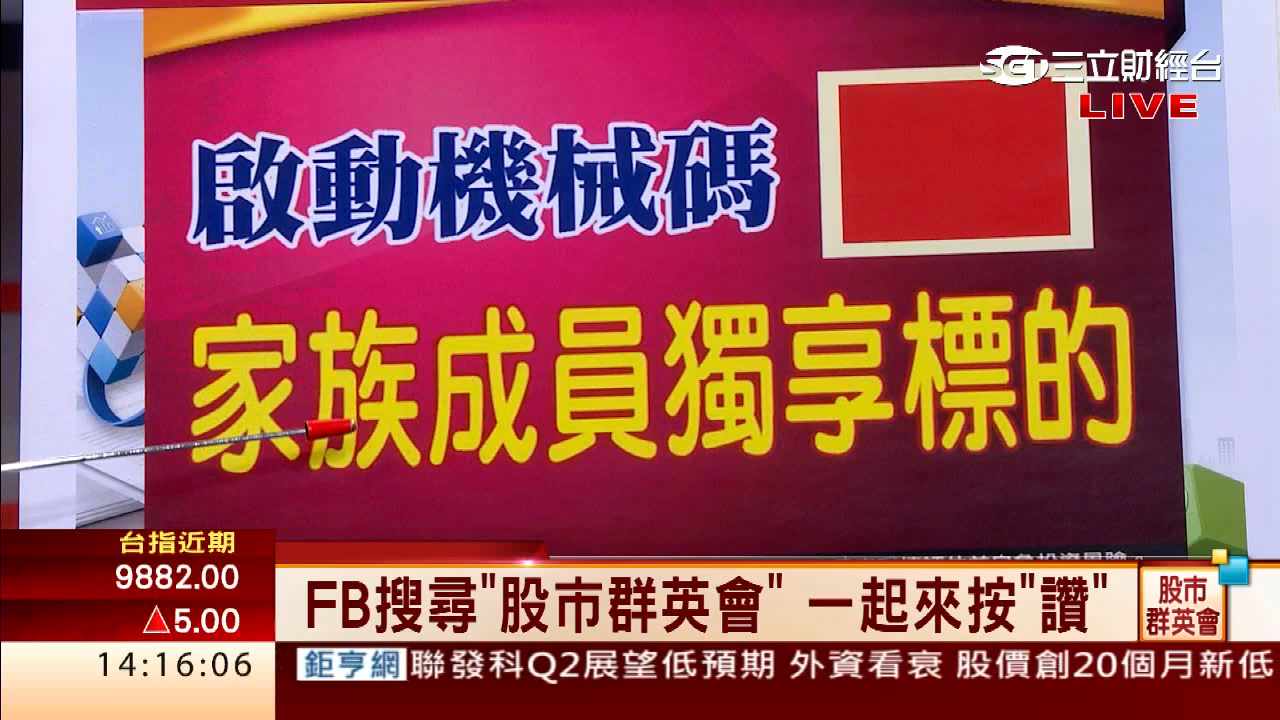 SET三立財經台
LIVE
啟動機械碼
家族成員獨享標的
台指近期
9882.00
△5.00
14:16:06
FB搜尋"股市群英會" 一起來按"讚"
股市
群英會
鉅亨網 聯發科Q2展望低預期 外資看衰 股價創20個月新低